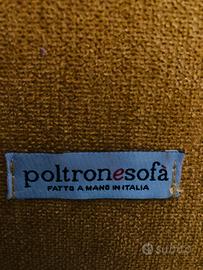 poltronesofà
FATTO A MANO IN ITALIA
subito